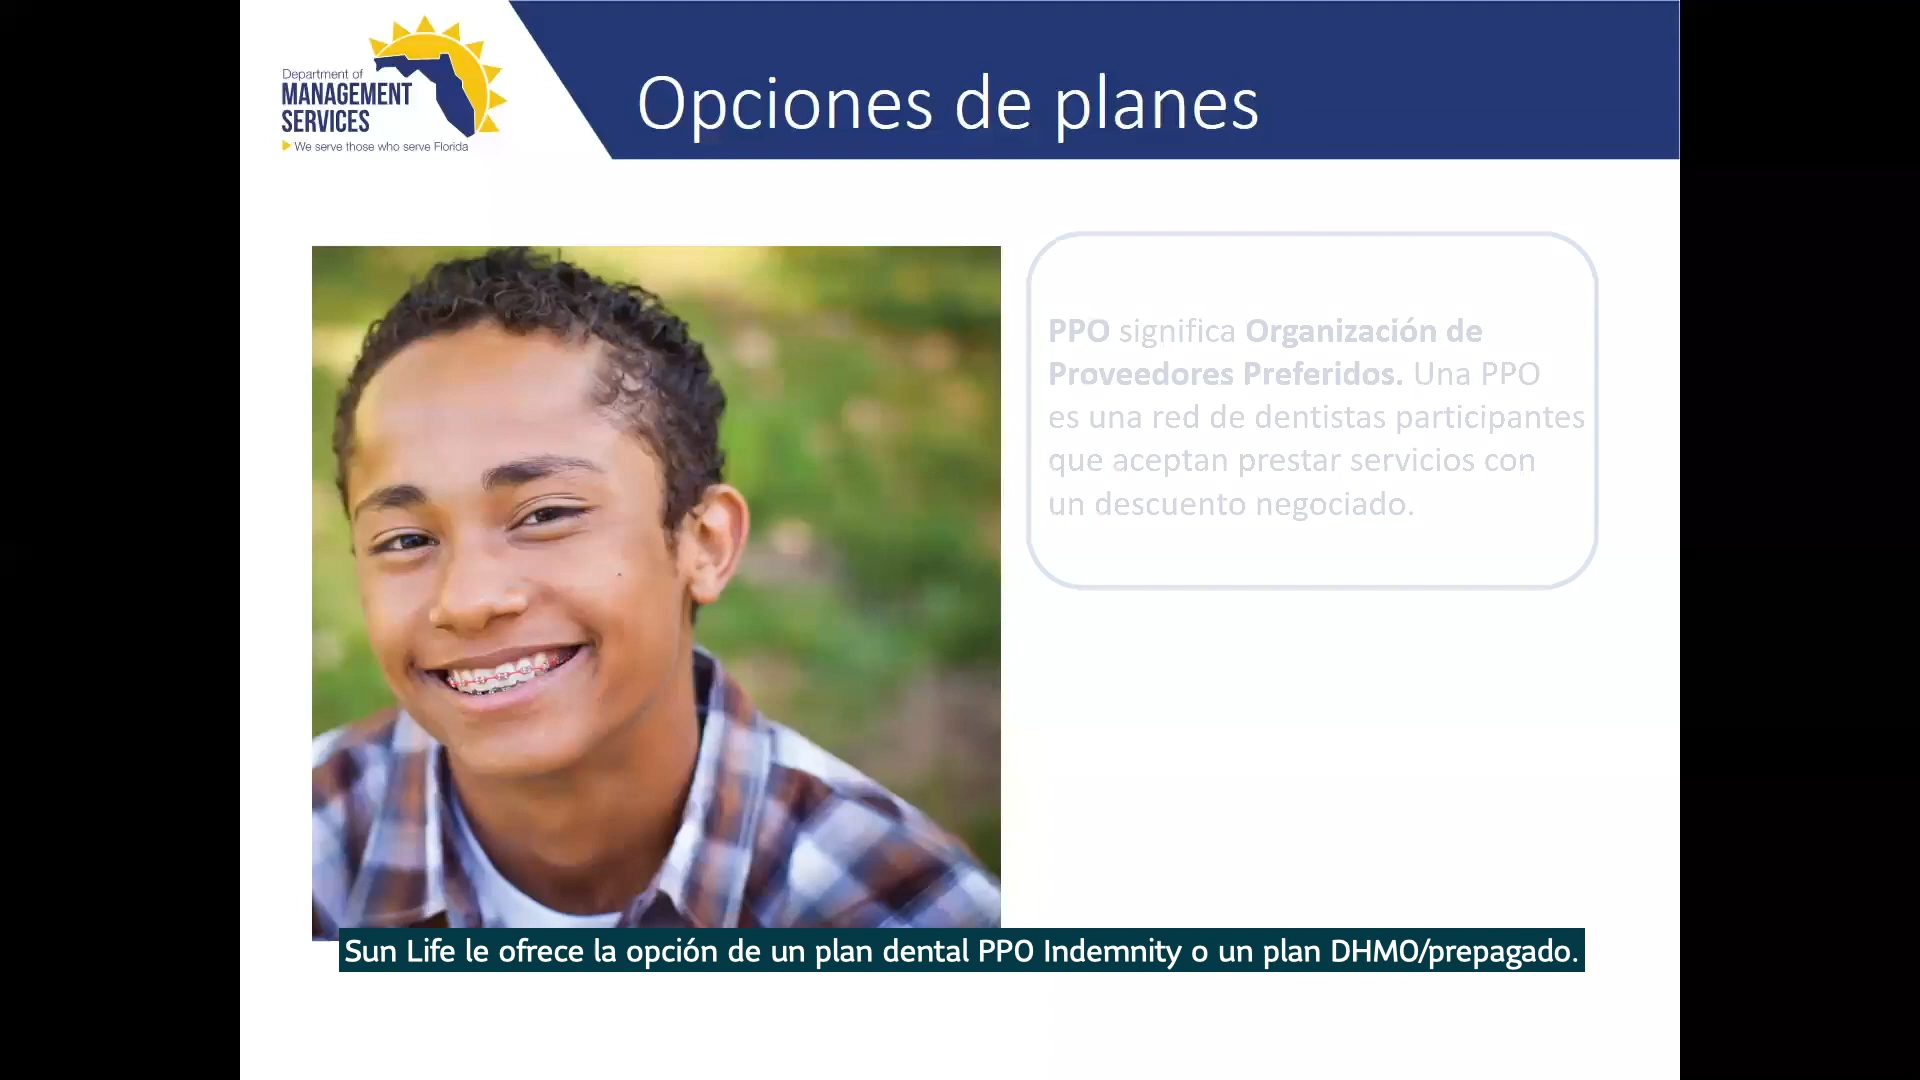 Department of
MANAGEMENT
SERVICES
We serve those who serve Florida
Opciones de planes
PPO significa Organización de
Proveedores Preferidos. Una PPO
es una red de dentistas participantes
que aceptan prestar servicios con
un descuento negociado.
Sun Life le ofrece la opción de un plan dental PPO Indemnity o un plan DHMO/prepagado.